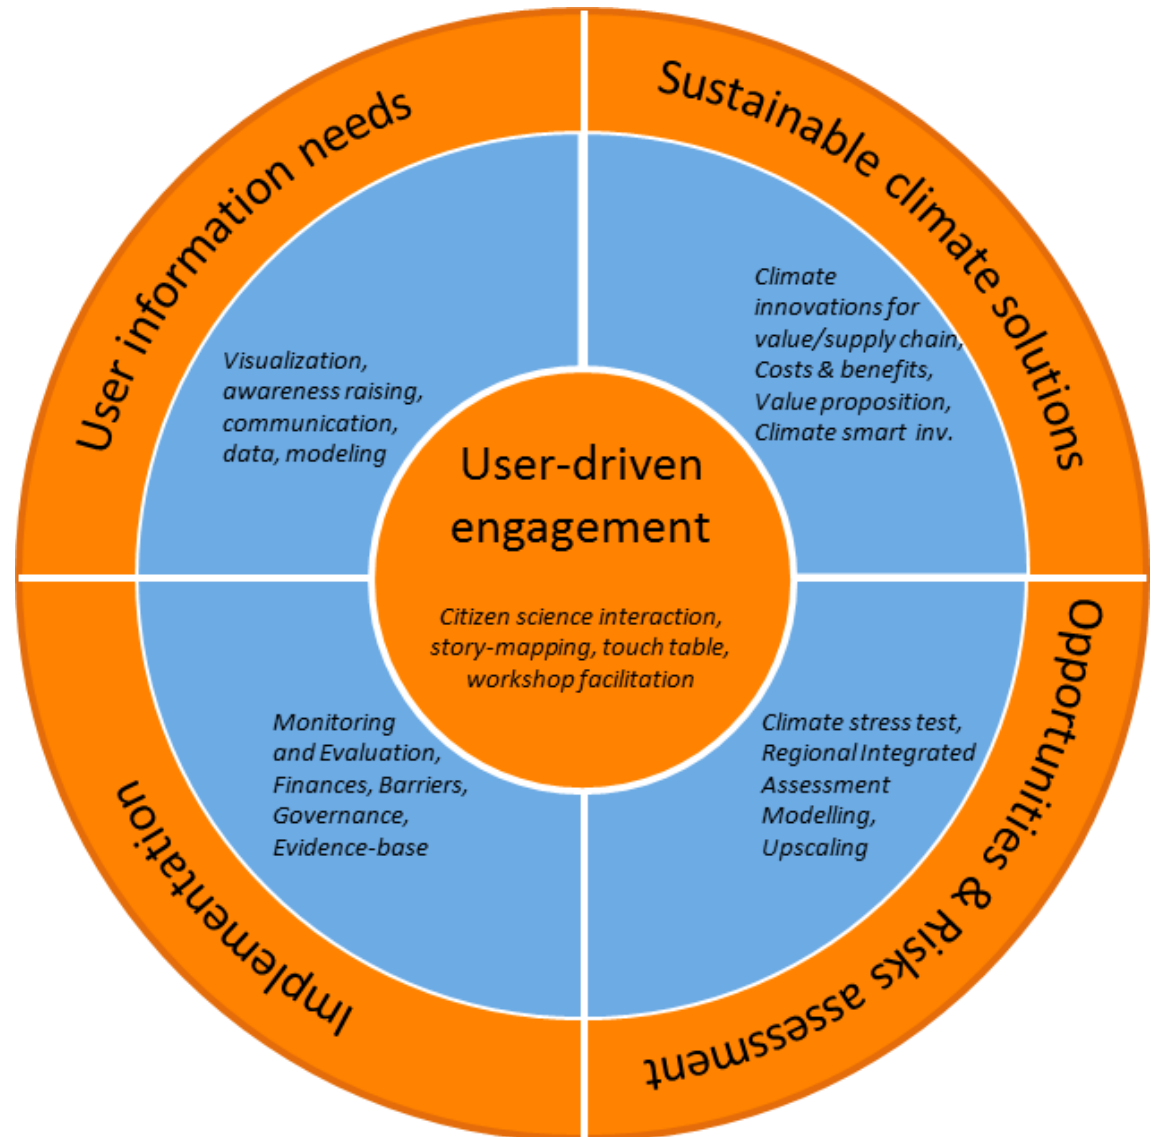 User information needs
Visualization,
awareness raising,
communication,
data, modeling
Sustainable climate solutions
Climate
innovations for
value/supply chain,
Costs & benefits,
Value proposition,
Climate smart inv.
User-driven
engagement
Citizen science interaction,
story-mapping, touch table,
workshop facilitation
Opportunities & Risks assessment
Climate stress test,
Regional Integrated
Assessment
Modelling,
Upscaling
Implementation
Monitoring
and Evaluation,
Finances, Barriers,
Governance,
Evidence-base